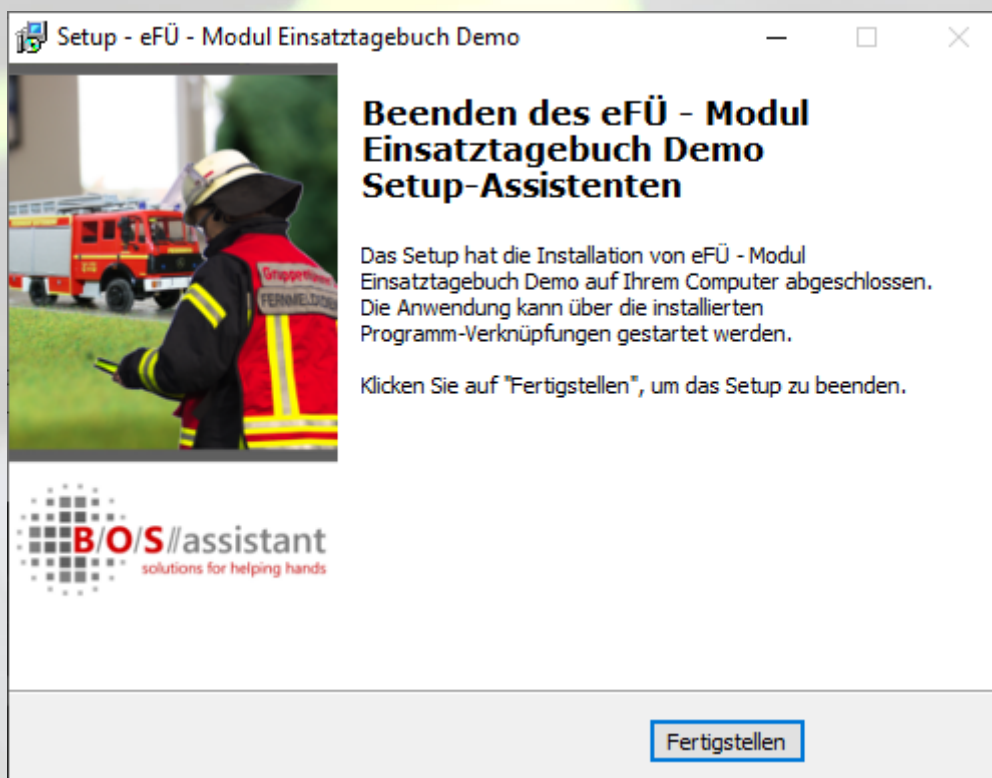 Setup - eFÜ - Modul Einsatztagebuch Demo
Beenden des eFÜ - Modul
Einsatztagebuch Demo
Setup-Assistenten
Das Setup hat die Installation von eFÜ - Modul
Einsatztagebuch Demo auf Ihrem Computer abgeschlossen.
Die Anwendung kann über die installierten
Programm-Verknüpfungen gestartet werden.
Klicken Sie auf "Fertigstellen", um das Setup zu beenden.
B/O/S//assistant
solutions for helping hands
Fertigstellen